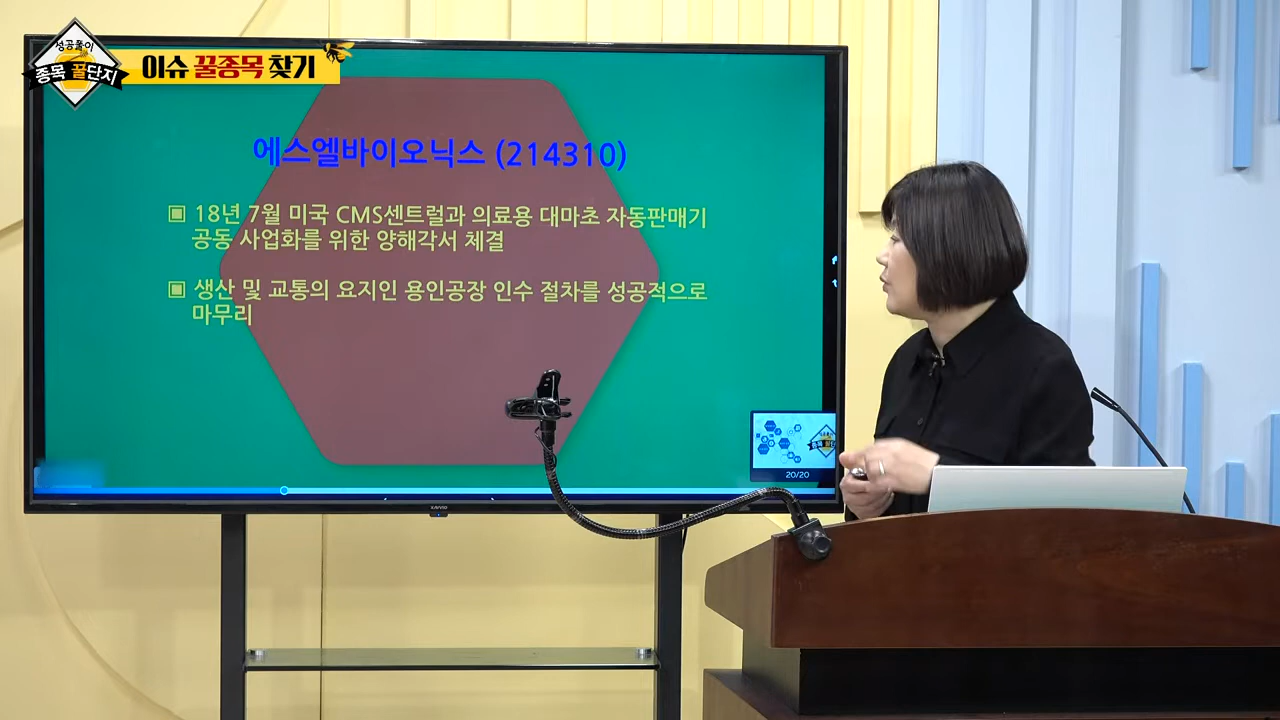 성공풀이
종목 꿀단지
이슈 꿀종목 찾기
에스엘바이오닉스 (214310)
▣ 18년 7월 미국 CMS센트럴과 의료용 대마초 자동판매기
공동 사업화를 위한 양해각서 체결
▣ 생산 및 교통의 요지인 용인공장 인수 절차를 성공적으로
마무리
20/20